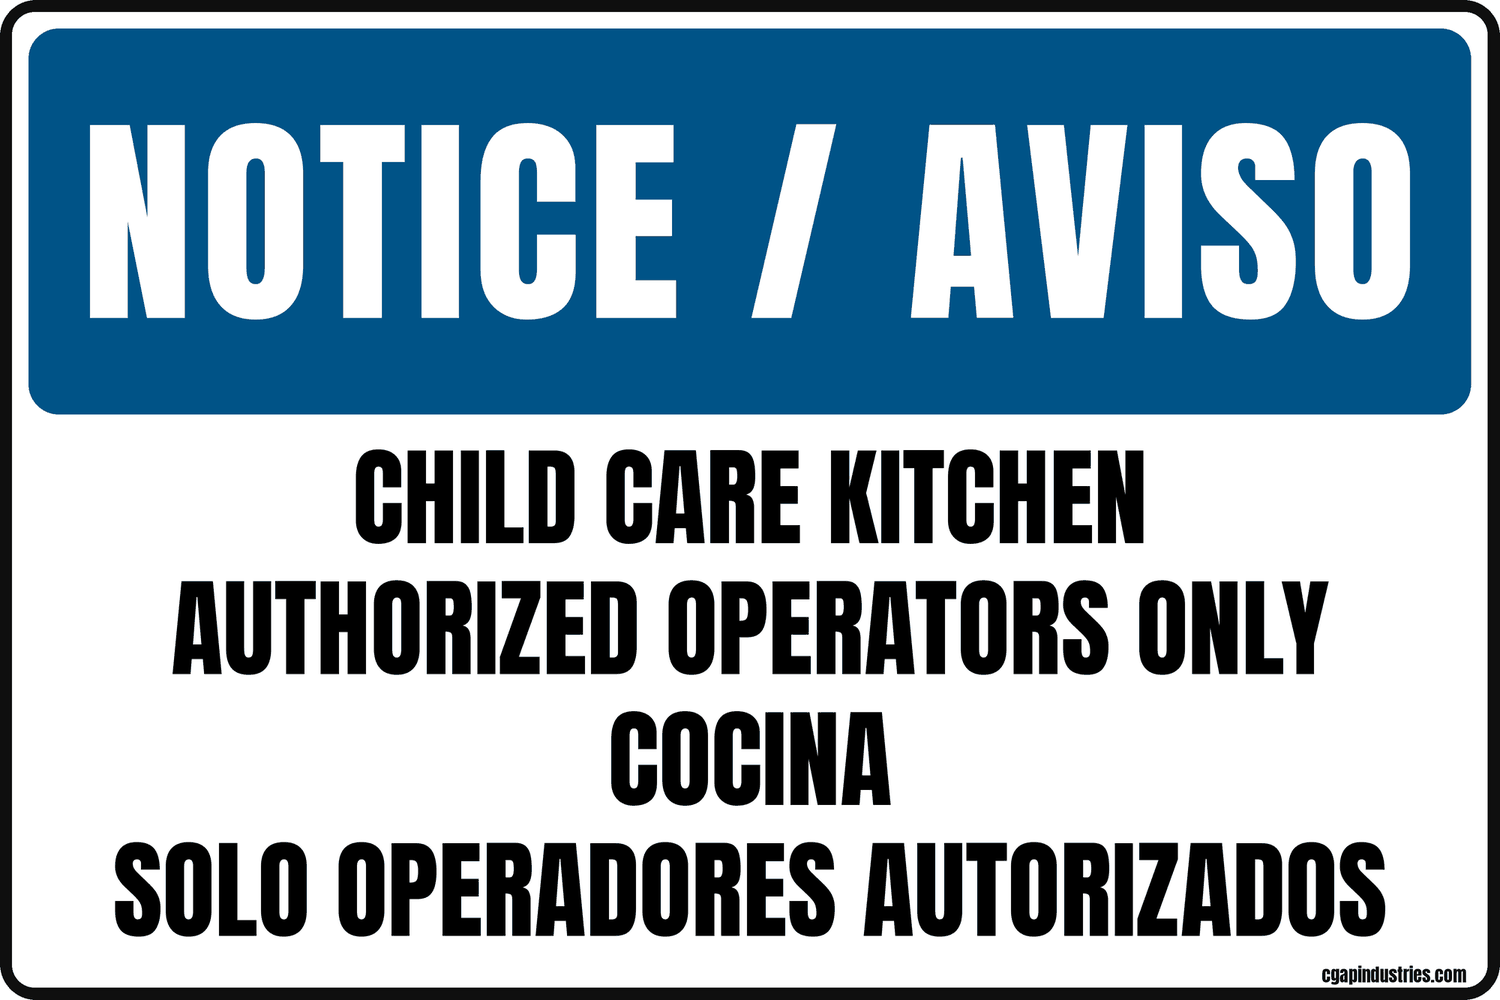 NOTICE / AVISO
CHILD CARE KITCHEN
AUTHORIZED OPERATORS ONLY
COCINA
SOLO OPERADORES AUTORIZADOS
cgapindustries.com